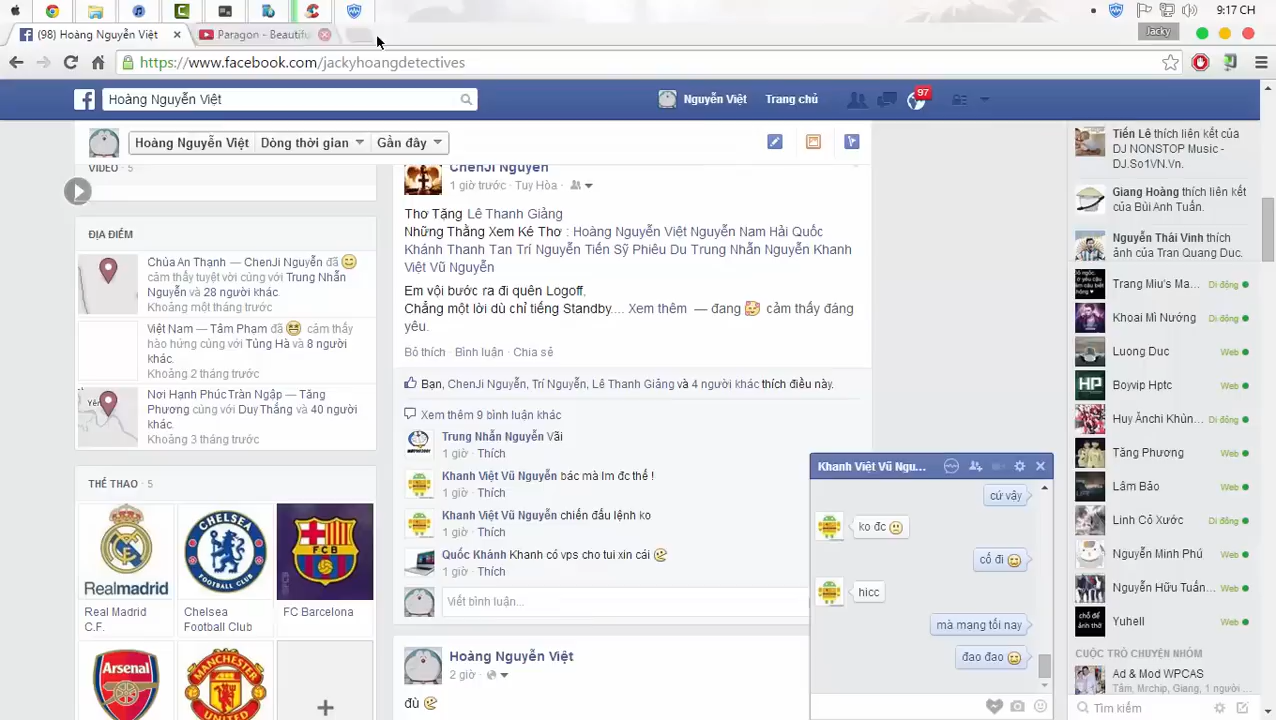 9:17 CH
(98) Hoàng Nguyễn Việt
Paragon - Beautifu
Jacky
https://www.facebook.com/jackyhoangdetectives
Hoàng Nguyễn Việt
Nguyễn Việt
Trang chủ
97
Hoàng Nguyễn Việt
Dòng thời gian
Gần đây
VIDEO · 5
ĐỊA ĐIỂM
Chùa An Thạnh — ChenJi Nguyễn đã
cảm thấy tuyệt vời cùng với Trung Nhẫn
Nguyễn và 28 người khác.
Khoảng một tháng trước
Việt Nam — Tâm Phạm đã cảm thấy
hào hứng cùng với Tùng Hà và 8 người
khác.
Khoảng 2 tháng trước
Nơi Hạnh Phúc Tràn Ngập — Tăng
Phương cùng với Duy Thắng và 40 người
khác.
Khoảng 3 tháng trước
THỂ THAO · 5
Real Madrid
C.F.
Chelsea
Football Club
FC Barcelona
ChenJi Nguyễn
1 giờ trước · Tuy Hòa ·
Thơ Tặng Lê Thanh Giảng
Những Thằng Xem Ké Thơ : Hoàng Nguyễn Việt Nguyễn Nam Hải Quốc
Khánh Thanh Tan Trí Nguyễn Tiến Sỹ Phiêu Du Trung Nhẫn Nguyễn Khanh
Việt Vũ Nguyễn
Em vội bước ra đi quên Logoff,
Chẳng một lời dù chỉ tiếng Standby.... Xem thêm — đang cảm thấy đáng
yêu.
Bỏ thích · Bình luận · Chia sẻ
Bạn, ChenJi Nguyễn, Trí Nguyễn, Lê Thanh Giảng và 4 người khác thích điều này.
Xem thêm 9 bình luận khác
Trung Nhẫn Nguyễn Vãi
1 giờ · Thích
Khanh Việt Vũ Nguyễn bác mà lm đc thế !
1 giờ · Thích
Khanh Việt Vũ Nguyễn chiến đấu lệnh ko
1 giờ · Thích
Quốc Khánh Khanh có vps cho tui xin cái
1 giờ · Thích
Viết bình luận...
Hoàng Nguyễn Việt
2 giờ ·
đù
Khanh Việt Vũ Ngu...
cứ vậy
ko đc
cố đi
hicc
mà mạng tối nay
đao đao
Tiến Lê thích liên kết của
DJ NONSTOP Music -
DJ.So1VN.Vn.
Giang Hoàng thích liên kết
của Bùi Anh Tuấn.
Nguyễn Thái Vinh thích
ảnh của Tran Quang Duc.
Trang Miu's Ma... Di động
Khoai Mì Nướng Di động
Luong Duc Web
Boyvip Hptc Web
Huy Ănchi Khùn... Di động
Tăng Phương Web
Lâm Bão Web
Linh Cô Xước Di động
Nguyễn Minh Phú Web
Nguyễn Hữu Tuấn... Web
Yuhell Web
CUỘC TRÒ CHUYỆN NHÓM
Ad & Mod WPCAS
Tâm, Mrchip, Giang, 1 người ...
Tìm kiếm